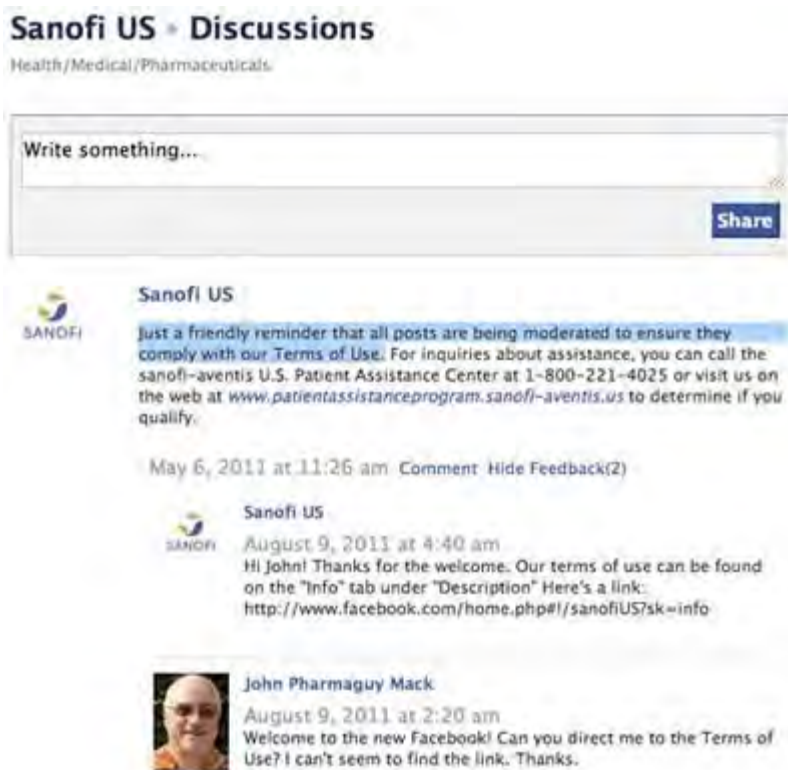 Sanofi US • Discussions
Health/Medical/Pharmaceuticals
Write something...
Share
SANOFI
Sanofi US
Just a friendly reminder that all posts are being moderated to ensure they
comply with our Terms of Use. For inquiries about assistance, you can call the
sanofi-aventis U.S. Patient Assistance Center at 1-800-221-4025 or visit us on
the web at www.patientassistanceprogram.sanofi-aventis.us to determine if you
qualify.
May 6, 2011 at 11:26 am Comment Hide Feedback(2)
SANOFI
Sanofi US
August 9, 2011 at 4:40 am
Hi John! Thanks for the welcome. Our terms of use can be found
on the "Info" tab under "Description" Here's a link:
http://www.facebook.com/home.php#!/sanofiUS?sk=info
John Pharmaguy Mack
August 9, 2011 at 2:20 am
Welcome to the new Facebook! Can you direct me to the Terms of
Use? I can't seem to find the link. Thanks.